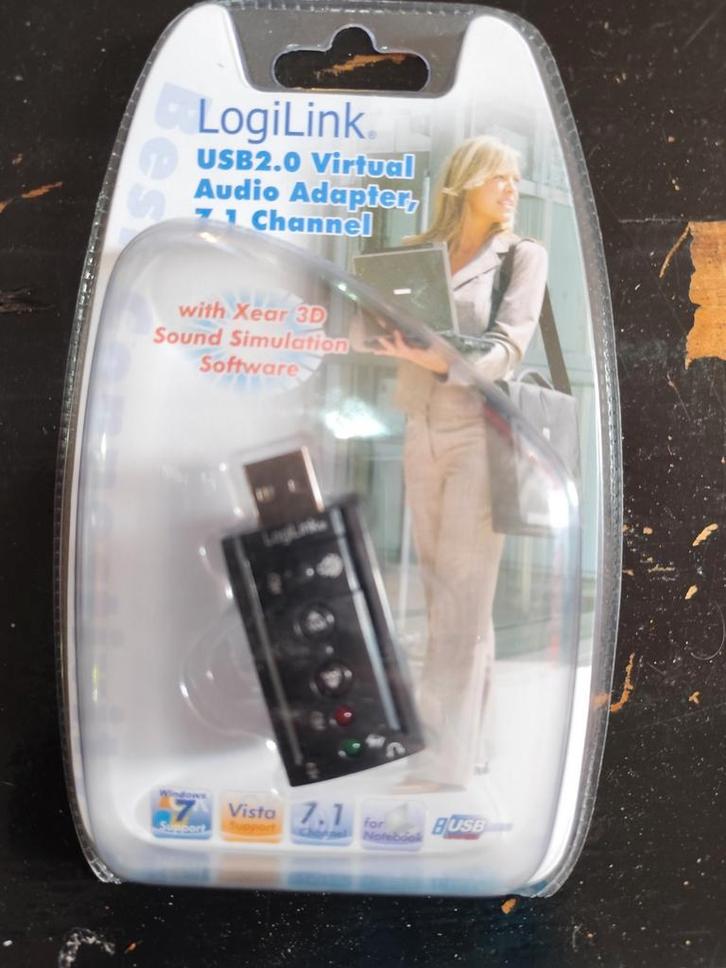 LogiLink®
USB2.0 Virtual
Audio Adapter,
7.1 Channel
with Xear 3D
Sound Simulation
Software
LogiLink
Windows
7
Support
Vista
Support
7.1
Channel
for
Notebook
USB